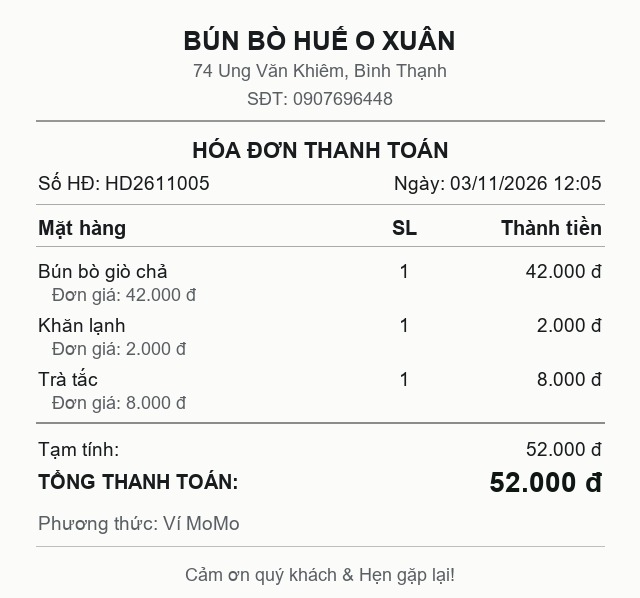 BÚN BÒ HUẾ O XUÂN
74 Ung Văn Khiêm, Bình Thạnh
SĐT: 0907696448
HÓA ĐƠN THANH TOÁN
Số HĐ: HD2611005 Ngày: 03/11/2026 12:05
Mặt hàng SL Thành tiền
Bún bò giò chả 1 42.000 đ
Đơn giá: 42.000 đ
Khăn lạnh 1 2.000 đ
Đơn giá: 2.000 đ
Trà tắc 1 8.000 đ
Đơn giá: 8.000 đ
Tạm tính: 52.000 đ
TỔNG THANH TOÁN: 52.000 đ
Phương thức: Ví MoMo
Cảm ơn quý khách & Hẹn gặp lại!